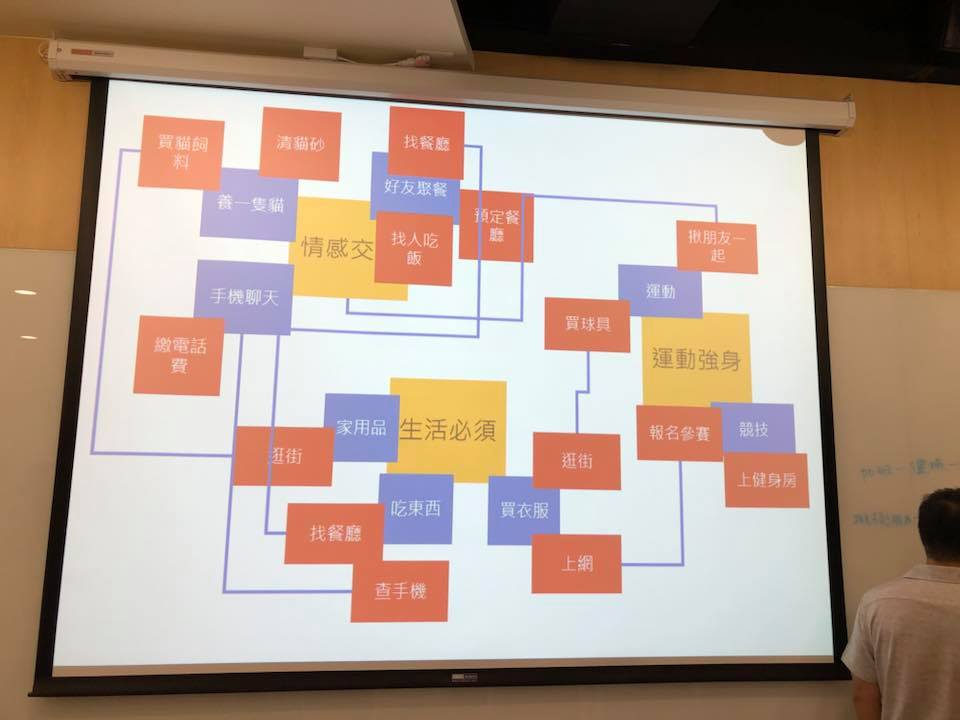 買貓飼
料
清貓砂
找餐廳
養一隻貓
好友聚餐
情感交
找人吃
飯
預定餐
廳
揪朋友一
起
手機聊天
運動
繳電話
費
買球具
運動強身
家用品
生活必須
報名參賽
競技
逛街
逛街
上健身房
吃東西
買衣服
找餐廳
上網
查手機